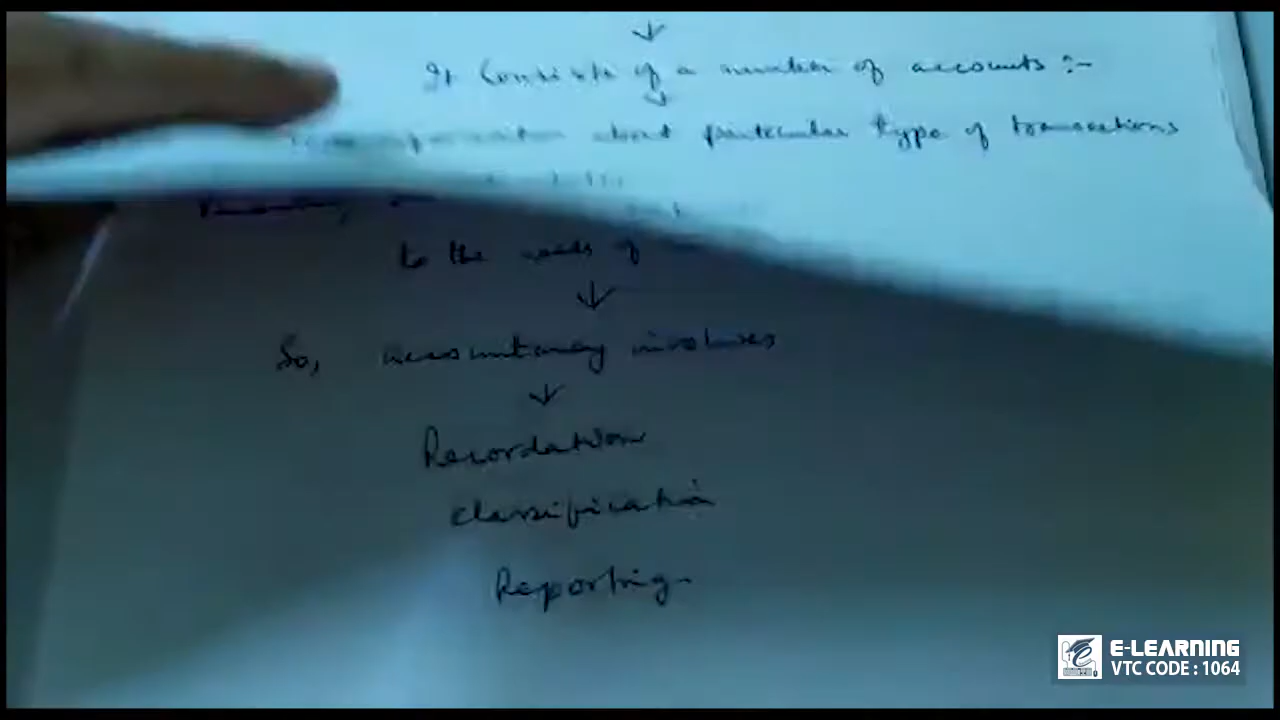 It consists of a number of accounts :-
about particular type of transactions
to the needs of
So, accountancy involves
Recordation
classification
Reporting
E-LEARNING
VTC CODE : 1064